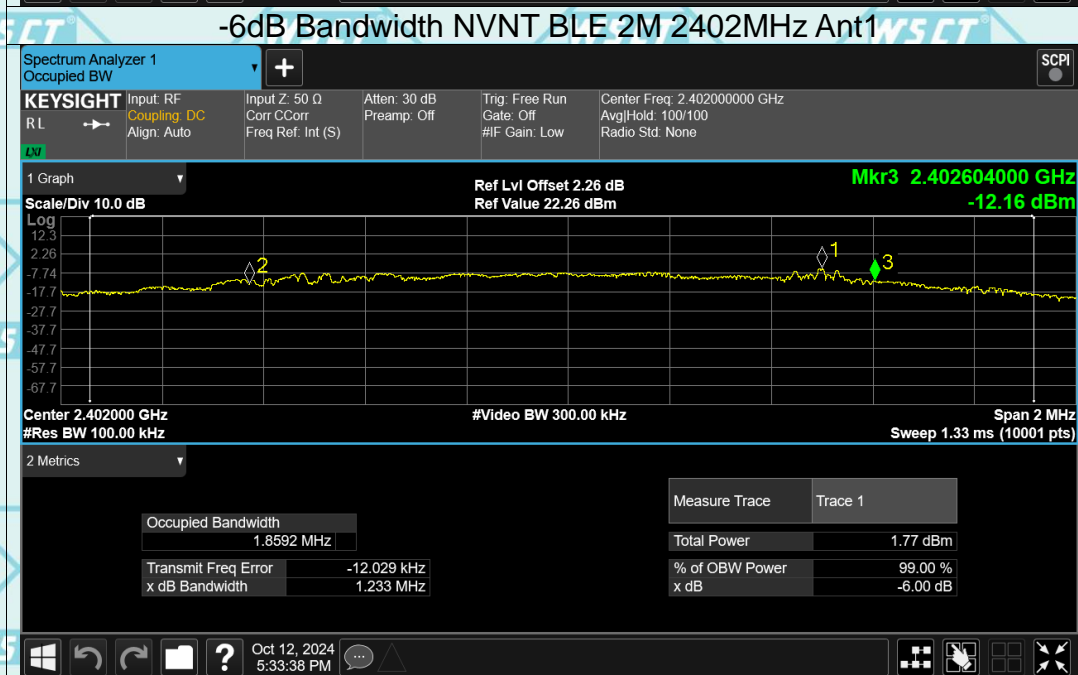 -6dB Bandwidth NVNT BLE 2M 2402MHz Ant1
Spectrum Analyzer 1
Occupied BW
+
SCPI
KEYSIGHT Input: RF Input Z: 50 Ω Atten: 30 dB Trig: Free Run Center Freq: 2.402000000 GHz
R L Coupling: DC Corr CCorr Preamp: Off Gate: Off Avg|Hold: 100/100
Align: Auto Freq Ref: Int (S) #IF Gain: Low Radio Std: None
LXI
1 Graph Ref Lvl Offset 2.26 dB Mkr3 2.402604000 GHz
Scale/Div 10.0 dB Ref Value 22.26 dBm -12.16 dBm
Log
12.3
2.26
-7.74
-17.7
-27.7
-37.7
-47.7
-57.7
-67.7
2
1
3
Center 2.402000 GHz #Video BW 300.00 kHz Span 2 MHz
#Res BW 100.00 kHz Sweep 1.33 ms (10001 pts)
2 Metrics
Measure Trace Trace 1
Occupied Bandwidth
1.8592 MHz Total Power 1.77 dBm
Transmit Freq Error -12.029 kHz % of OBW Power 99.00 %
x dB Bandwidth 1.233 MHz x dB -6.00 dB
? Oct 12, 2024
5:33:38 PM